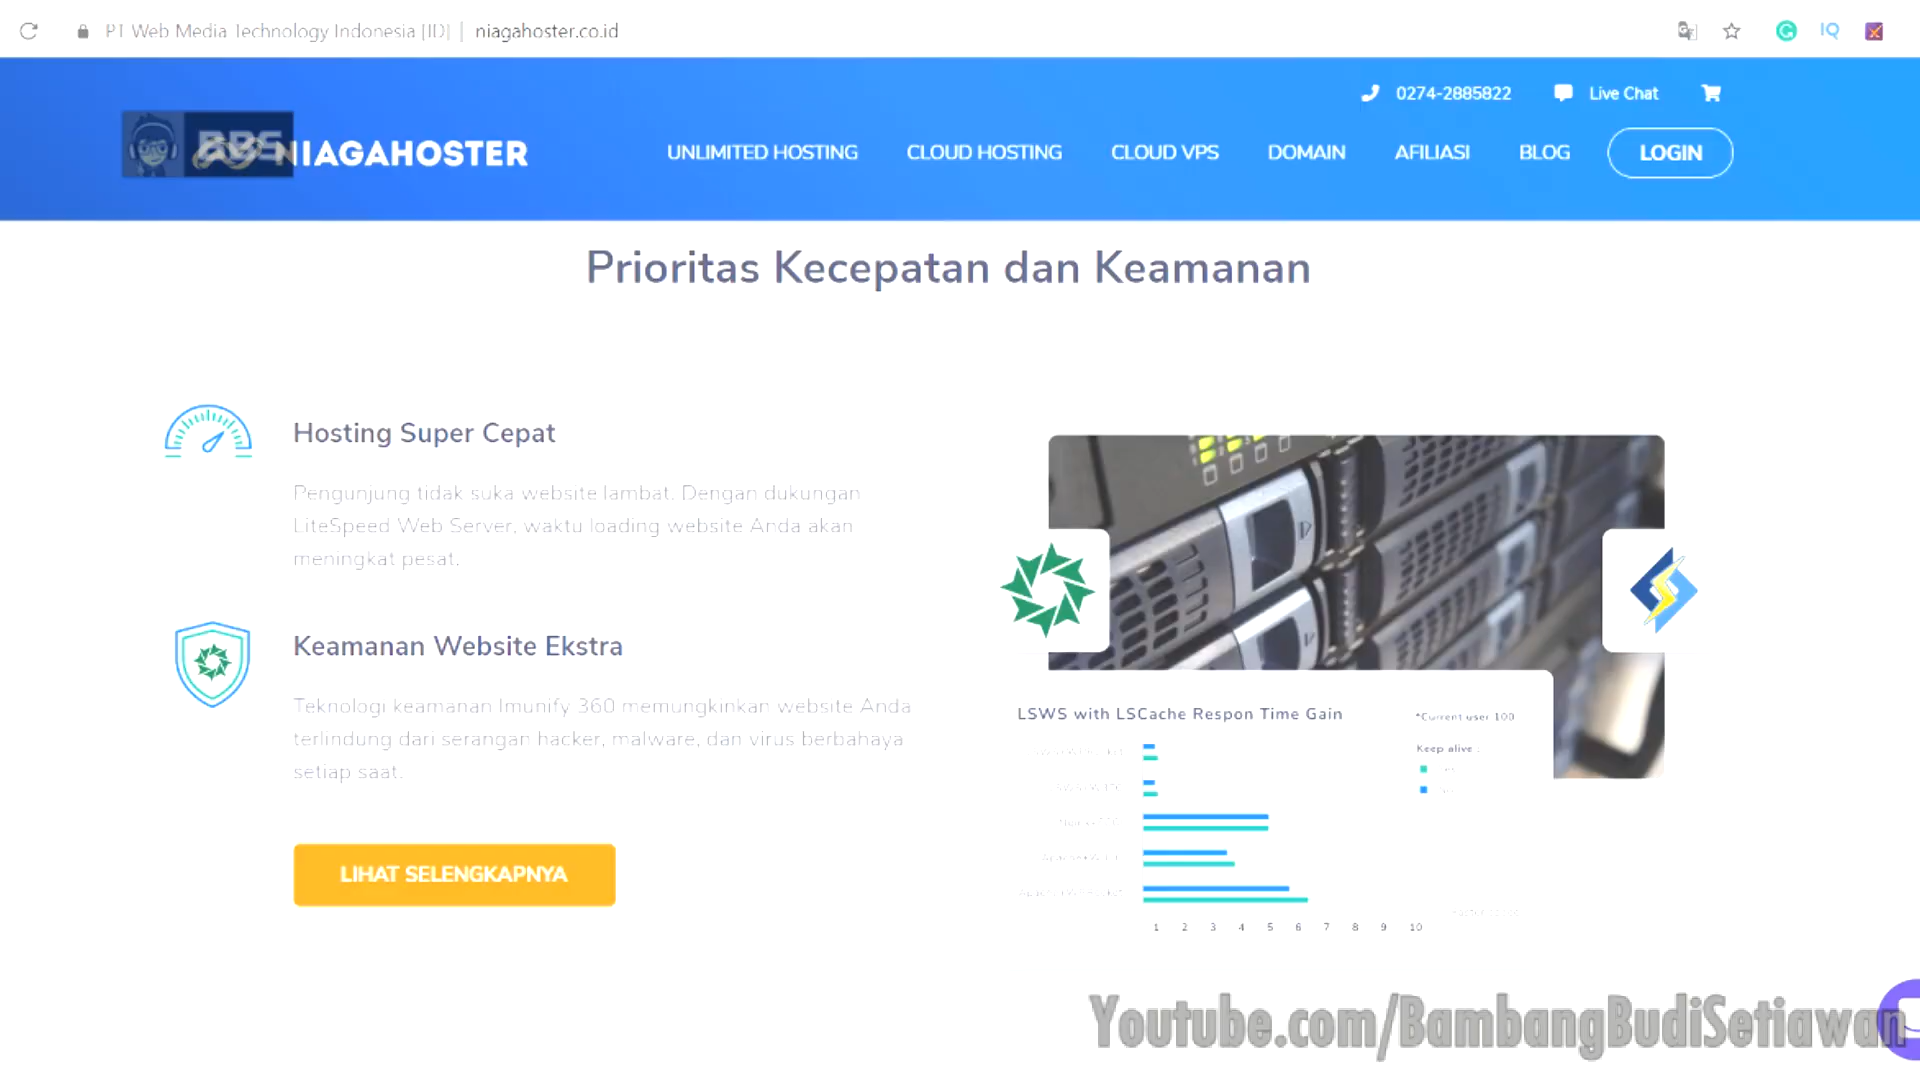 PT Web Media Technology Indonesia [ID] | niagahoster.co.id
0274-2885822 Live Chat
BBS NIAGAHOSTER
UNLIMITED HOSTING CLOUD HOSTING CLOUD VPS DOMAIN AFILIASI BLOG LOGIN
Prioritas Kecepatan dan Keamanan
Hosting Super Cepat
Pengunjung tidak suka website lambat. Dengan dukungan
LiteSpeed Web Server, waktu loading website Anda akan
meningkat pesat.
Keamanan Website Ekstra
Teknologi keamanan Imunify 360 memungkinkan website Anda
terlindung dari serangan hacker, malware, dan virus berbahaya
setiap saat.
LIHAT SELENGKAPNYA
LSWS with LSCache Respon Time Gain
*Current user 100
Keep alive :
1 2 3 4 5 6 7 8 9 10
Youtube.com/BambangBudiSetiawan